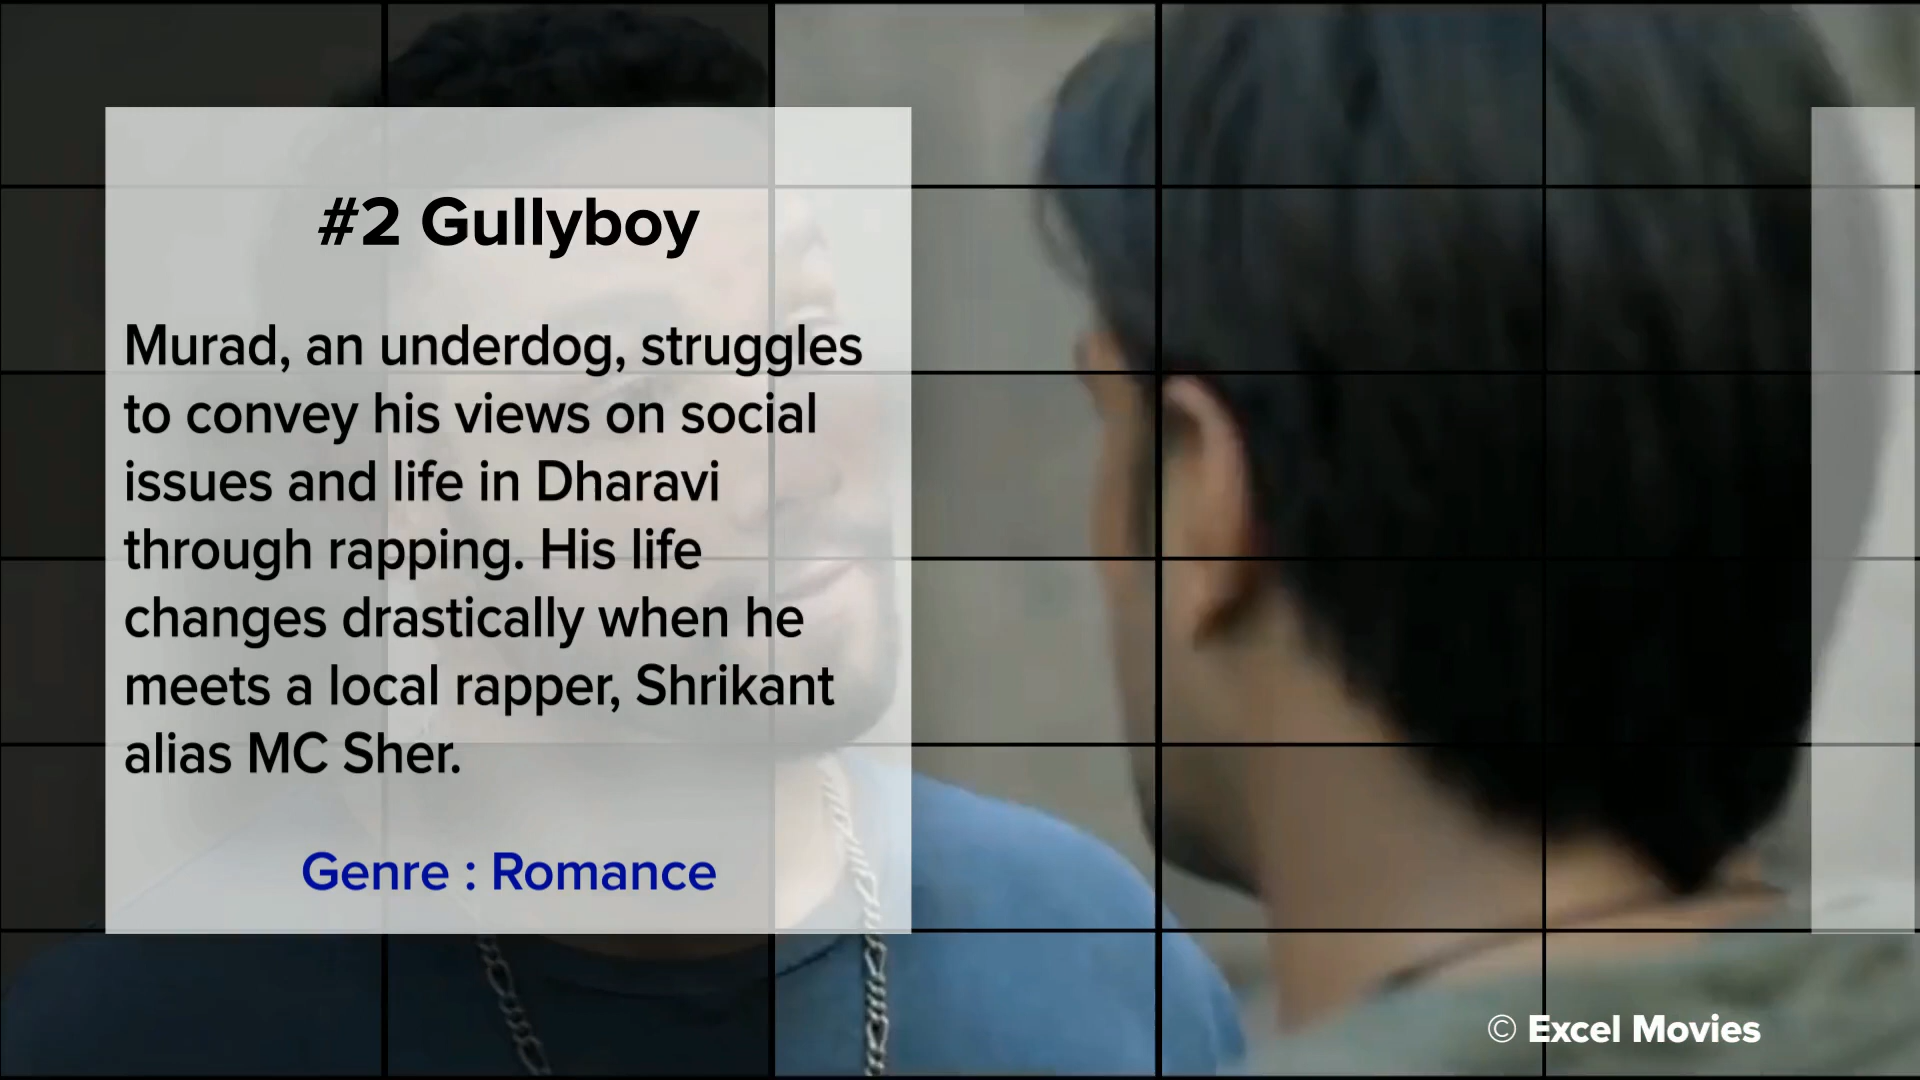 #2 Gullyboy
Murad, an underdog, struggles
to convey his views on social
issues and life in Dharavi
through rapping. His life
changes drastically when he
meets a local rapper, Shrikant
alias MC Sher.
Genre : Romance
© Excel Movies